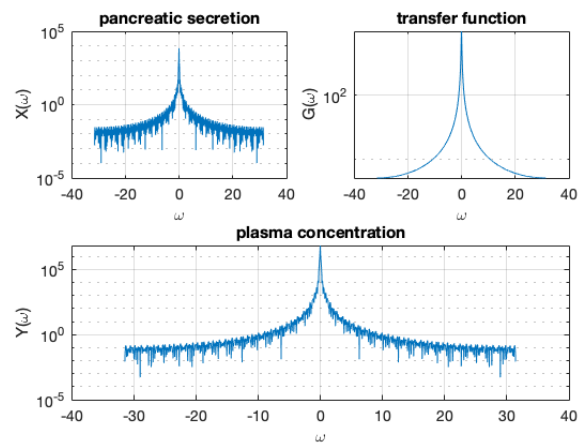 pancreatic secretion
10^5
10^0
10^-5
X(ω)
-40 -20 0 20 40
ω
transfer function
10^2
G(ω)
-40 -20 0 20 40
ω
plasma concentration
10^5
10^0
10^-5
Y(ω)
-40 -30 -20 -10 0 10 20 30 40
ω